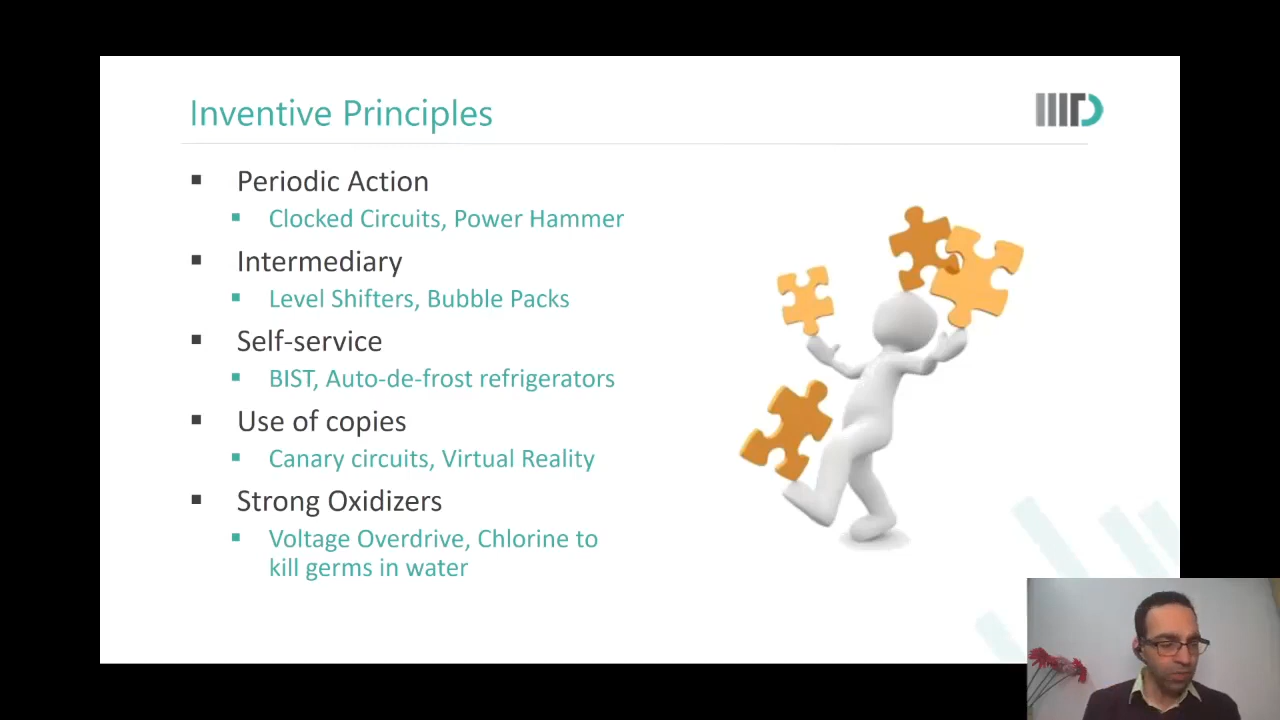 Inventive Principles
IIITD
Periodic Action
Clocked Circuits, Power Hammer
Intermediary
Level Shifters, Bubble Packs
Self-service
BIST, Auto-de-frost refrigerators
Use of copies
Canary circuits, Virtual Reality
Strong Oxidizers
Voltage Overdrive, Chlorine to
kill germs in water